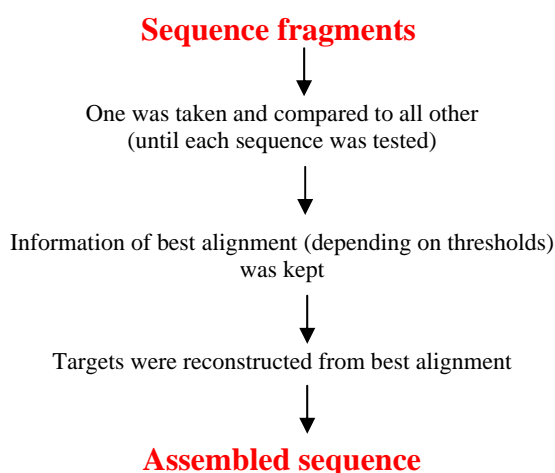 Sequence fragments
One was taken and compared to all other
(until each sequence was tested)
Information of best alignment (depending on thresholds)
was kept
Targets were reconstructed from best alignment
Assembled sequence